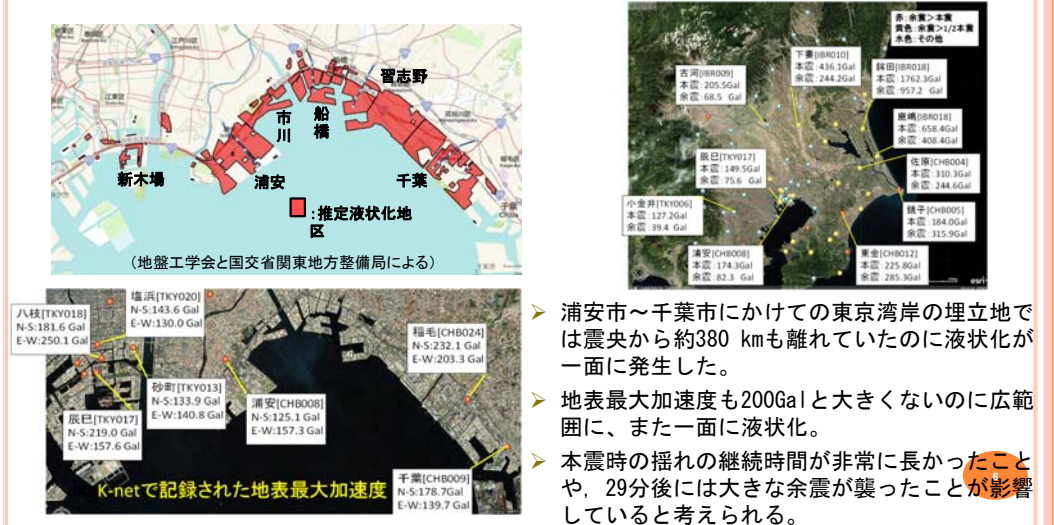 市川
船橋
習志野
新木場
浦安
千葉
:推定液状化地
区
(地盤工学会と国交省関東地方整備局による)
赤:余震>本震
黄色:余震>1/2本震
水色:その他
下妻[IBR010]
本震:436.1Gal
余震:244.2Gal
鉾田[IBR018]
本震:1762.3Gal
余震:957.2 Gal
古河[IBR009]
本震:205.5Gal
余震:68.5 Gal
鹿嶋[IBR018]
本震:658.4Gal
余震:408.4Gal
辰巳[TKY017]
本震:149.5Gal
余震:75.6 Gal
佐原[CHB004]
本震:310.3Gal
余震:244.6Gal
小金井[TKY006]
本震:127.2Gal
余震:39.4 Gal
銚子[CHB005]
本震:184.0Gal
余震:315.9Gal
浦安[CHB008]
本震:174.3Gal
余震:82.3 Gal
東金[CHB012]
本震:225.8Gal
余震:285.3Gal
esri
八枝[TKY018]
N-S:181.6 Gal
E-W:250.1 Gal
塩浜[TKY020]
N-S:143.6 Gal
E-W:130.0 Gal
稲毛[CHB024]
N-S:232.1 Gal
E-W:203.3 Gal
砂町[TKY013]
N-S:133.9 Gal
E-W:140.8 Gal
辰巳[TKY017]
N-S:219.0 Gal
E-W:157.6 Gal
浦安[CHB008]
N-S:125.1 Gal
E-W:157.3 Gal
千葉[CHB009]
N-S:178.7Gal
E-W:139.7 Gal
K-netで記録された地表最大加速度
➢ 浦安市~千葉市にかけての東京湾岸の埋立地で
は震央から約380 kmも離れていたのに液状化が
一面に発生した。
➢ 地表最大加速度も200Galと大きくないのに広範
囲に、また一面に液状化。
➢ 本震時の揺れの継続時間が非常に長かったこと
や, 29分後には大きな余震が襲ったことが影響
していると考えられる。